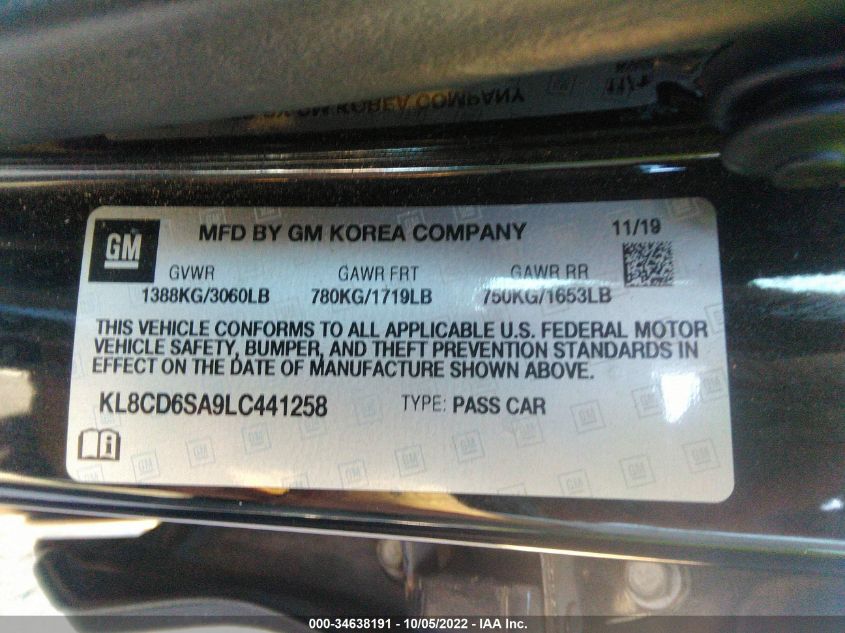 GM
MFD BY GM KOREA COMPANY
11/19
GVWR GAWR FRT GAWR RR
1388KG/3060LB 780KG/1719LB 750KG/1653LB
THIS VEHICLE CONFORMS TO ALL APPLICABLE U.S. FEDERAL MOTOR
VEHICLE SAFETY, BUMPER, AND THEFT PREVENTION STANDARDS IN
EFFECT ON THE DATE OF MANUFACTURE SHOWN ABOVE.
KL8CD6SA9LC441258 TYPE: PASS CAR
000-34638191 - 10/05/2022 - IAA Inc.